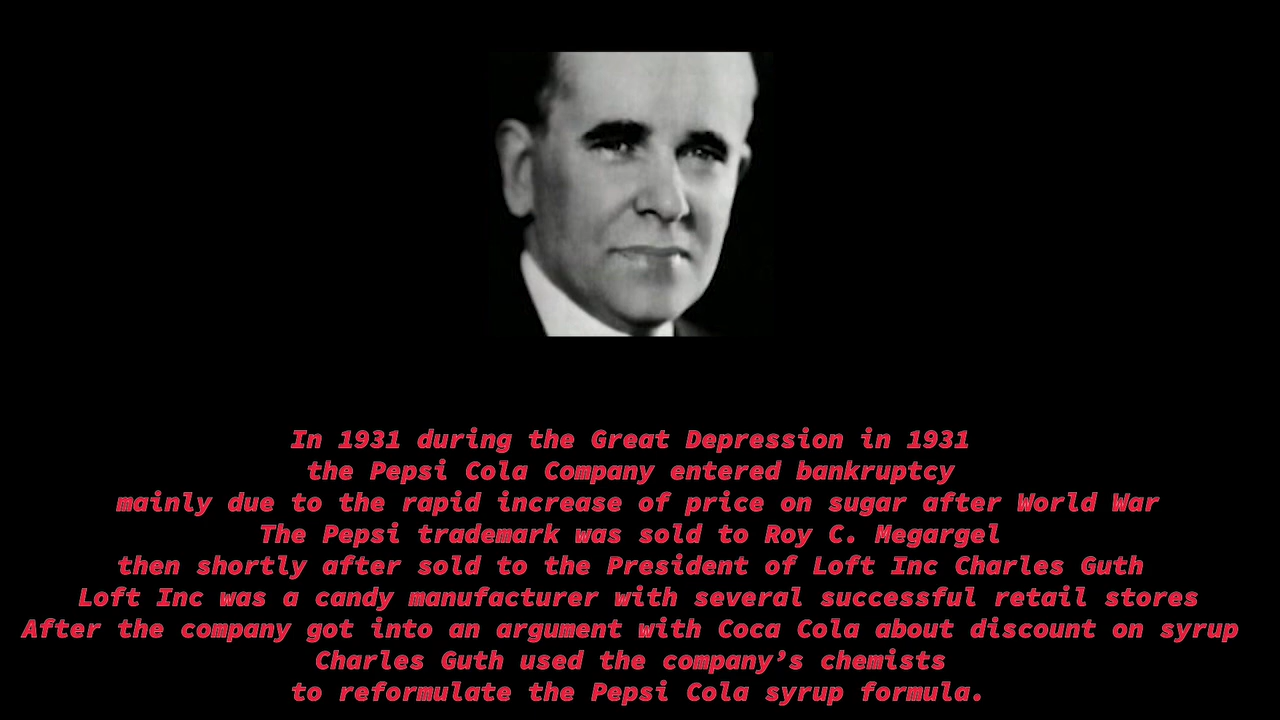 In 1931 during the Great Depression in 1931
the Pepsi Cola Company entered bankruptcy
mainly due to the rapid increase of price on sugar after World War
The Pepsi trademark was sold to Roy C. Megargel
then shortly after sold to the President of Loft Inc Charles Guth
Loft Inc was a candy manufacturer with several successful retail stores
After the company got into an argument with Coca Cola about discount on syrup
Charles Guth used the company’s chemists
to reformulate the Pepsi Cola syrup formula.